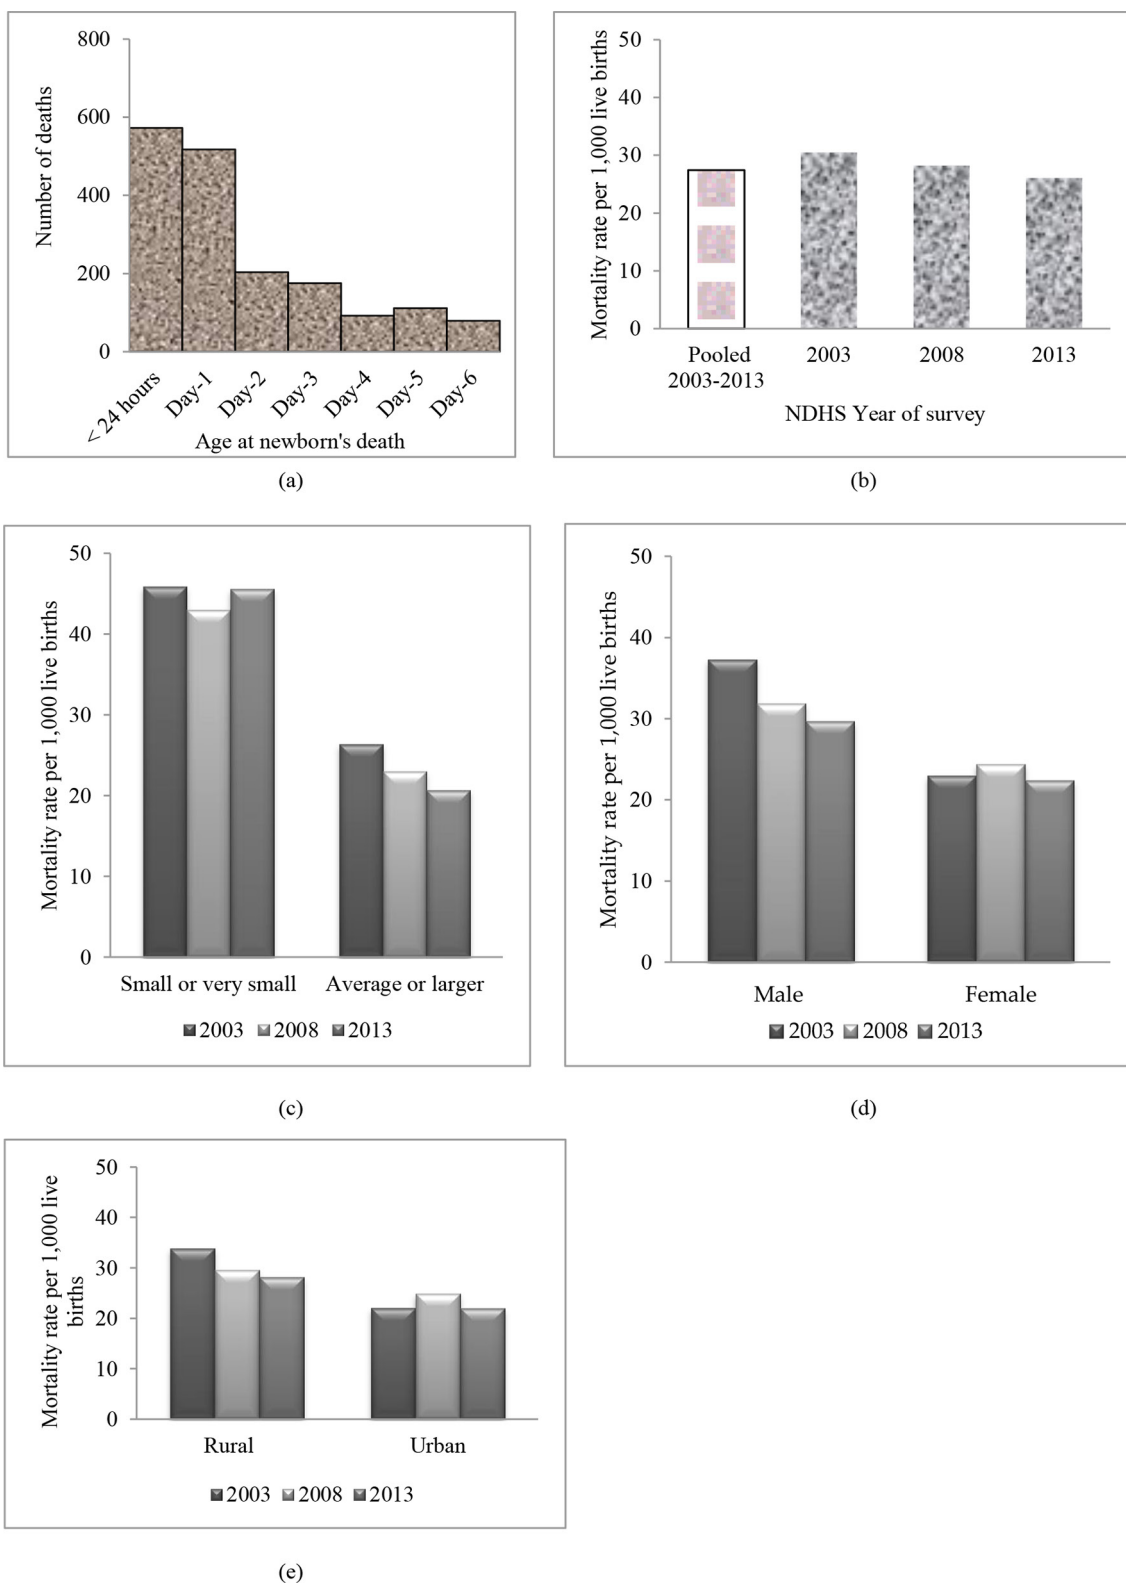 Number of deaths
800
600
400
200
0
< 24 hours
Day-1
Day-2
Day-3
Day-4
Day-5
Day-6
Age at newborn's death
(a)
Mortality rate per 1,000 live births
50
40
30
20
10
0
Pooled
2003-2013
2003
2008
2013
NDHS Year of survey
(b)
Mortality rate per 1,000 live births
50
40
30
20
10
0
Small or very small
Average or larger
2003 2008 2013
(c)
Mortality rate per 1,000 live births
50
40
30
20
10
0
Male
Female
2003 2008 2013
(d)
Mortality rate per 1,000 live
births
50
40
30
20
10
0
Rural
Urban
2003 2008 2013
(e)